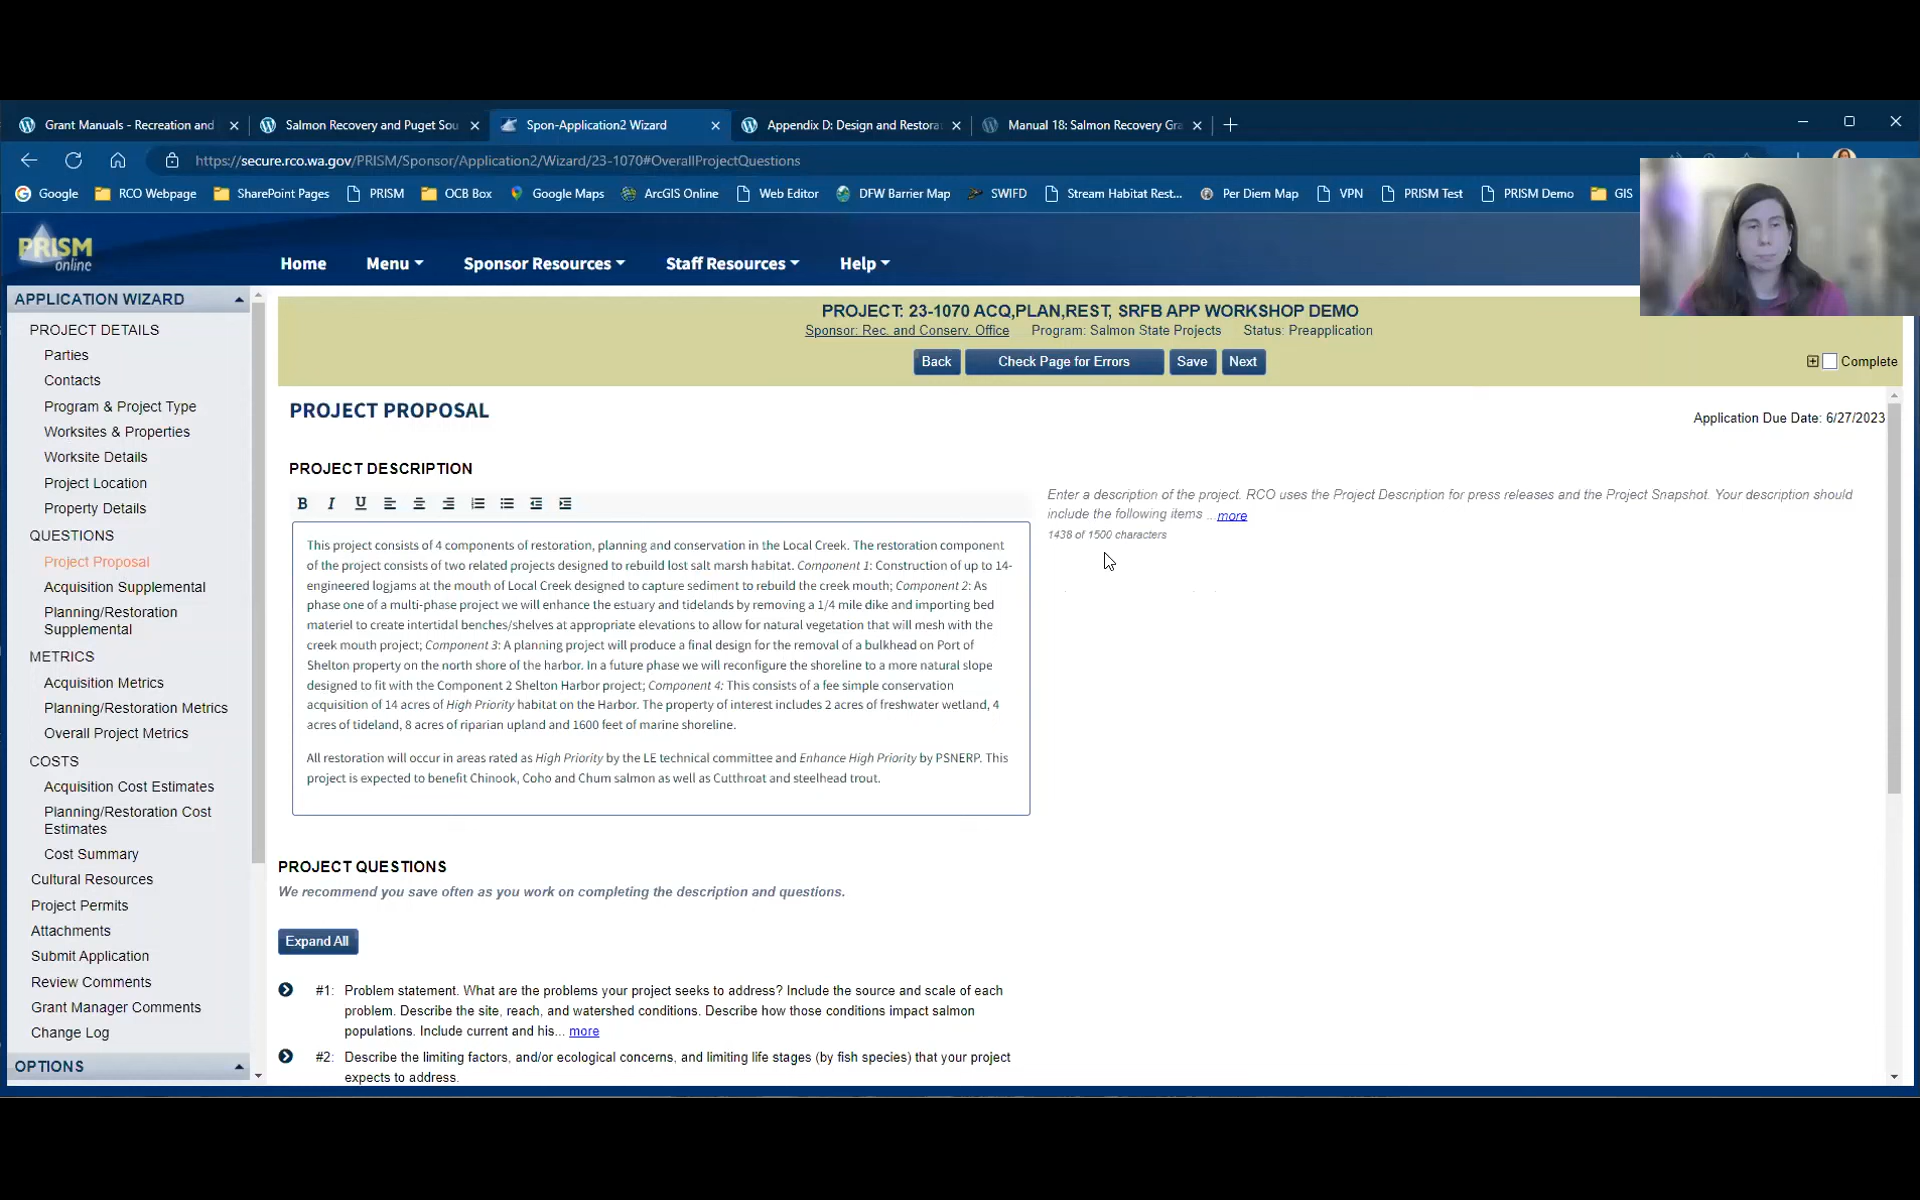 Grant Manuals - Recreation and
Salmon Recovery and Puget Sou
Spon-Application2 Wizard
Appendix D: Design and Restora
Manual 18: Salmon Recovery Gra
https://secure.rco.wa.gov/PRISM/Sponsor/Application2/Wizard/23-1070#OverallProjectQuestions
Google RCO Webpage SharePoint Pages PRISM OCB Box Google Maps ArcGIS Online Web Editor DFW Barrier Map SWIFD Stream Habitat Rest... Per Diem Map VPN PRISM Test PRISM Demo GIS
PRISM
online
Home Menu Sponsor Resources Staff Resources Help
APPLICATION WIZARD
PROJECT DETAILS
Parties
Contacts
Program & Project Type
Worksites & Properties
Worksite Details
Project Location
Property Details
QUESTIONS
Project Proposal
Acquisition Supplemental
Planning/Restoration
Supplemental
METRICS
Acquisition Metrics
Planning/Restoration Metrics
Overall Project Metrics
COSTS
Acquisition Cost Estimates
Planning/Restoration Cost
Estimates
Cost Summary
Cultural Resources
Project Permits
Attachments
Submit Application
Review Comments
Grant Manager Comments
Change Log
OPTIONS
PROJECT: 23-1070 ACQ,PLAN,REST, SRFB APP WORKSHOP DEMO
Sponsor: Rec. and Conserv. Office Program: Salmon State Projects Status: Preapplication
Back Check Page for Errors Save Next
Complete
PROJECT PROPOSAL
Application Due Date: 6/27/2023
PROJECT DESCRIPTION
B I U
This project consists of 4 components of restoration, planning and conservation in the Local Creek. The restoration component
of the project consists of two related projects designed to rebuild lost salt marsh habitat. Component 1: Construction of up to 14-
engineered logjams at the mouth of Local Creek designed to capture sediment to rebuild the creek mouth; Component 2: As
phase one of a multi-phase project we will enhance the estuary and tidelands by removing a 1/4 mile dike and importing bed
materiel to create intertidal benches/shelves at appropriate elevations to allow for natural vegetation that will mesh with the
creek mouth project; Component 3: A planning project will produce a final design for the removal of a bulkhead on Port of
Shelton property on the north shore of the harbor. In a future phase we will reconfigure the shoreline to a more natural slope
designed to fit with the Component 2 Shelton Harbor project; Component 4: This consists of a fee simple conservation
acquisition of 14 acres of High Priority habitat on the Harbor. The property of interest includes 2 acres of freshwater wetland, 4
acres of tideland, 8 acres of riparian upland and 1600 feet of marine shoreline.
All restoration will occur in areas rated as High Priority by the LE technical committee and Enhance High Priority by PSNERP. This
project is expected to benefit Chinook, Coho and Chum salmon as well as Cutthroat and steelhead trout.
Enter a description of the project. RCO uses the Project Description for press releases and the Project Snapshot. Your description should
include the following items ...more
1438 of 1500 characters
PROJECT QUESTIONS
We recommend you save often as you work on completing the description and questions.
Expand All
#1: Problem statement. What are the problems your project seeks to address? Include the source and scale of each
problem. Describe the site, reach, and watershed conditions. Describe how those conditions impact salmon
populations. Include current and his... more
#2: Describe the limiting factors, and/or ecological concerns, and limiting life stages (by fish species) that your project
expects to address.